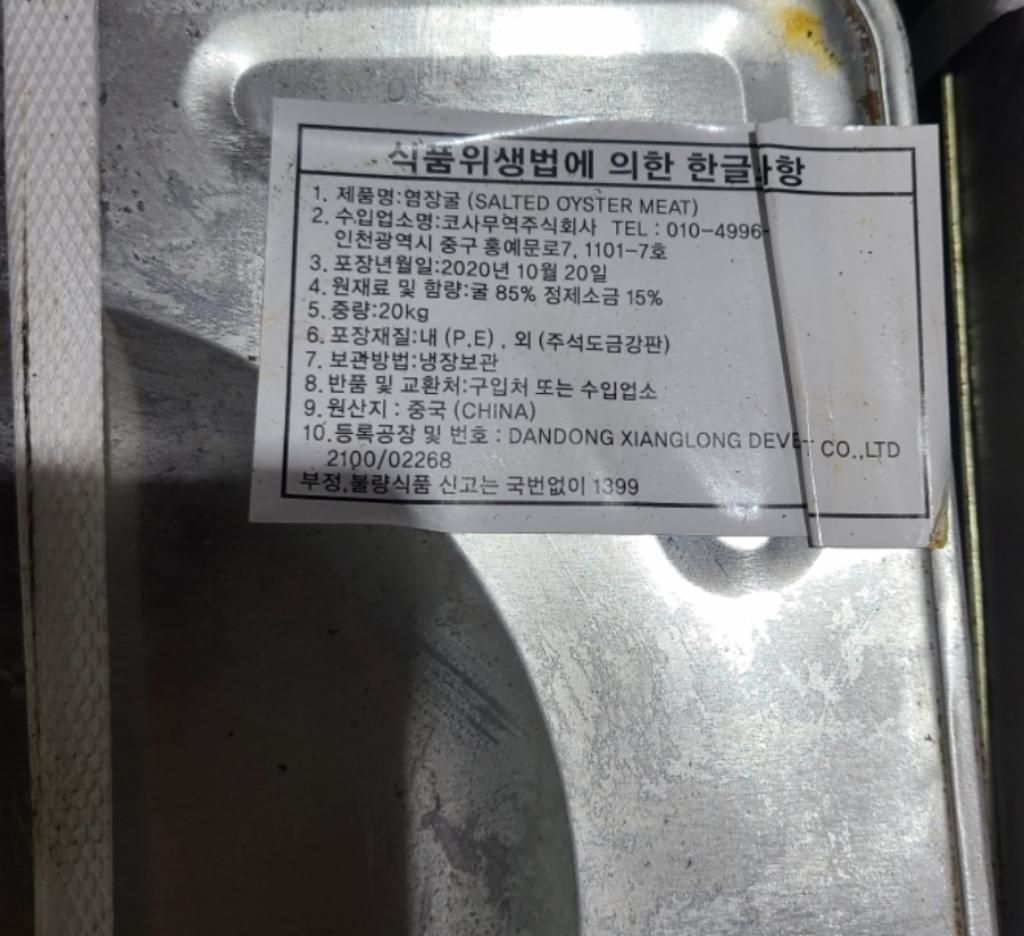 식품위생법에 의한 한글사항
1. 제품명:염장굴 (SALTED OYSTER MEAT)
2. 수입업소명:코사무역주식회사 TEL : 010-4996-
인천광역시 중구 홍예문로7, 1101-7호
3. 포장년월일:2020년 10월 20일
4. 원재료 및 함량:굴 85% 정제소금 15%
5. 중량:20kg
6. 포장재질:내 (P.E) , 외 (주석도금강판)
7. 보관방법:냉장보관
8. 반품 및 교환처:구입처 또는 수입업소
9. 원산지 : 중국 (CHINA)
10. 등록공장 및 번호 : DANDONG XIANGLONG CO.,LTD
2100/02268
부정,불량식품 신고는 국번없이 1399